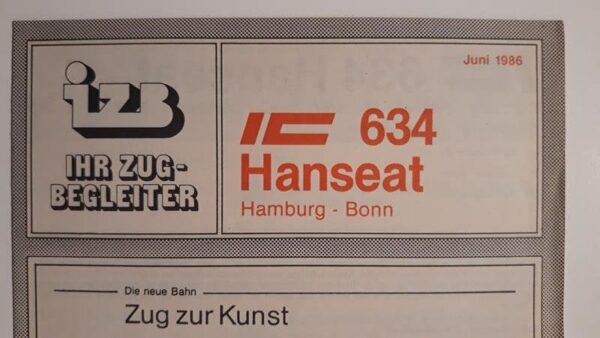 izB
IHR ZUG-
BEGLEITER
Juni 1986
IC 634
Hanseat
Hamburg - Bonn
Die neue Bahn
Zug zur Kunst